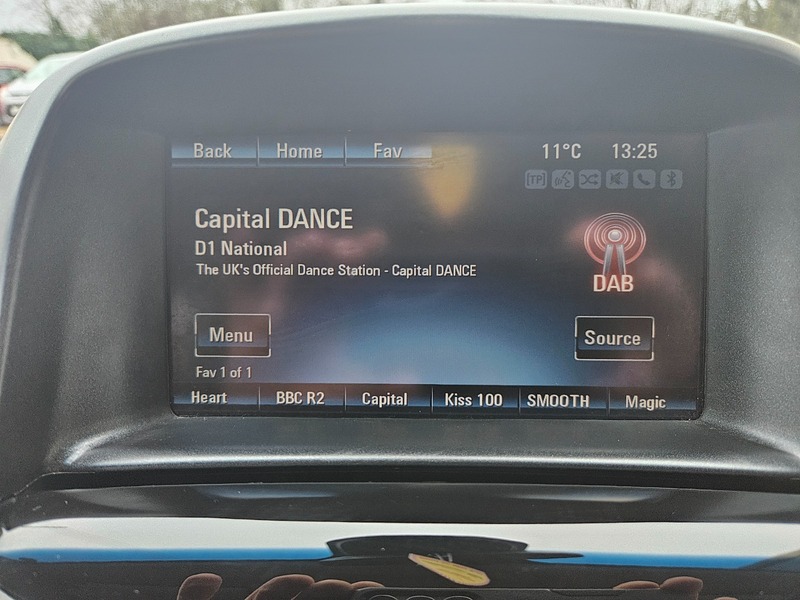 Back Home Fav 11°C 13:25
[TP]
Capital DANCE
D1 National
The UK's Official Dance Station - Capital DANCE
DAB
Menu Source
Fav 1 of 1
Heart BBC R2 Capital Kiss 100 SMOOTH Magic